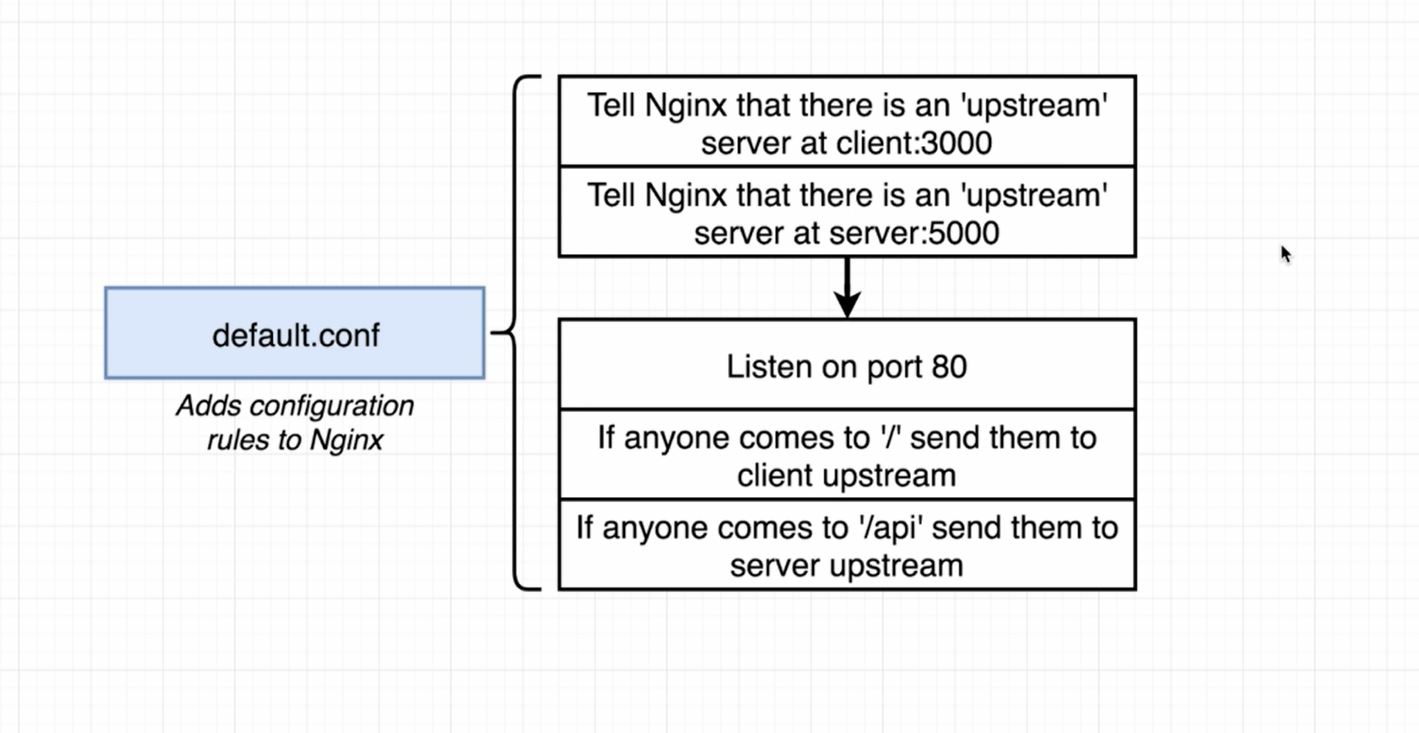 Tell Nginx that there is an 'upstream'
server at client:3000
Tell Nginx that there is an 'upstream'
server at server:5000
default.conf
Adds configuration
rules to Nginx
Listen on port 80
If anyone comes to '/' send them to
client upstream
If anyone comes to '/api' send them to
server upstream